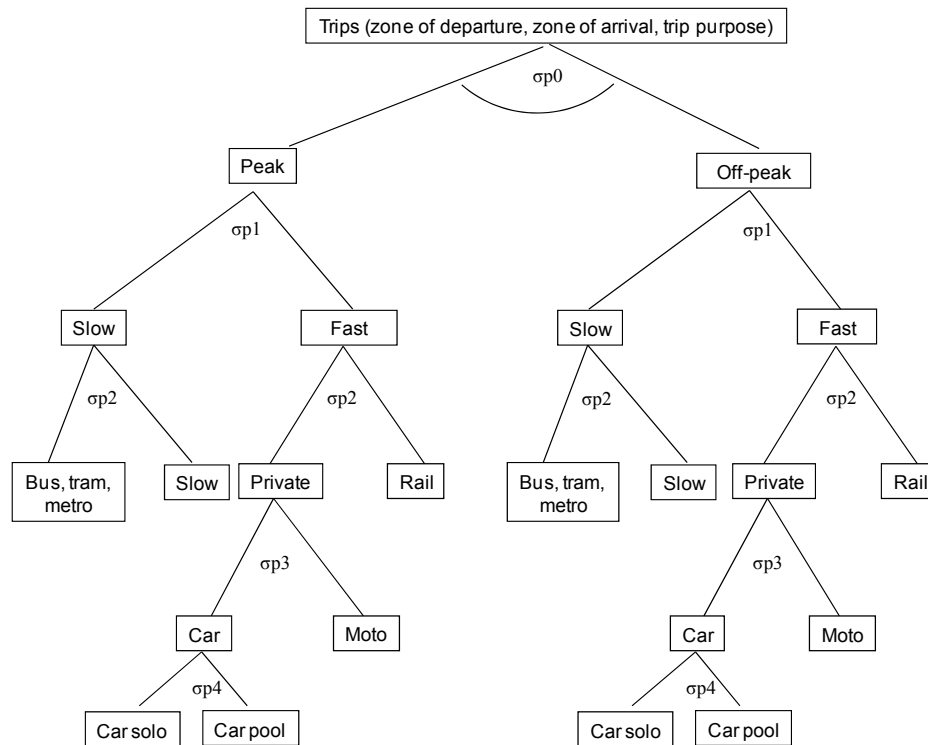 Trips (zone of departure, zone of arrival, trip purpose)
σp0
Peak
Off-peak
σp1
σp1
Slow
Fast
Slow
Fast
σp2
σp2
σp2
σp2
Bus, tram,
metro
Slow
Private
Rail
Bus, tram,
metro
Slow
Private
Rail
σp3
σp3
Car
Moto
Car
Moto
σp4
σp4
Car solo
Car pool
Car solo
Car pool